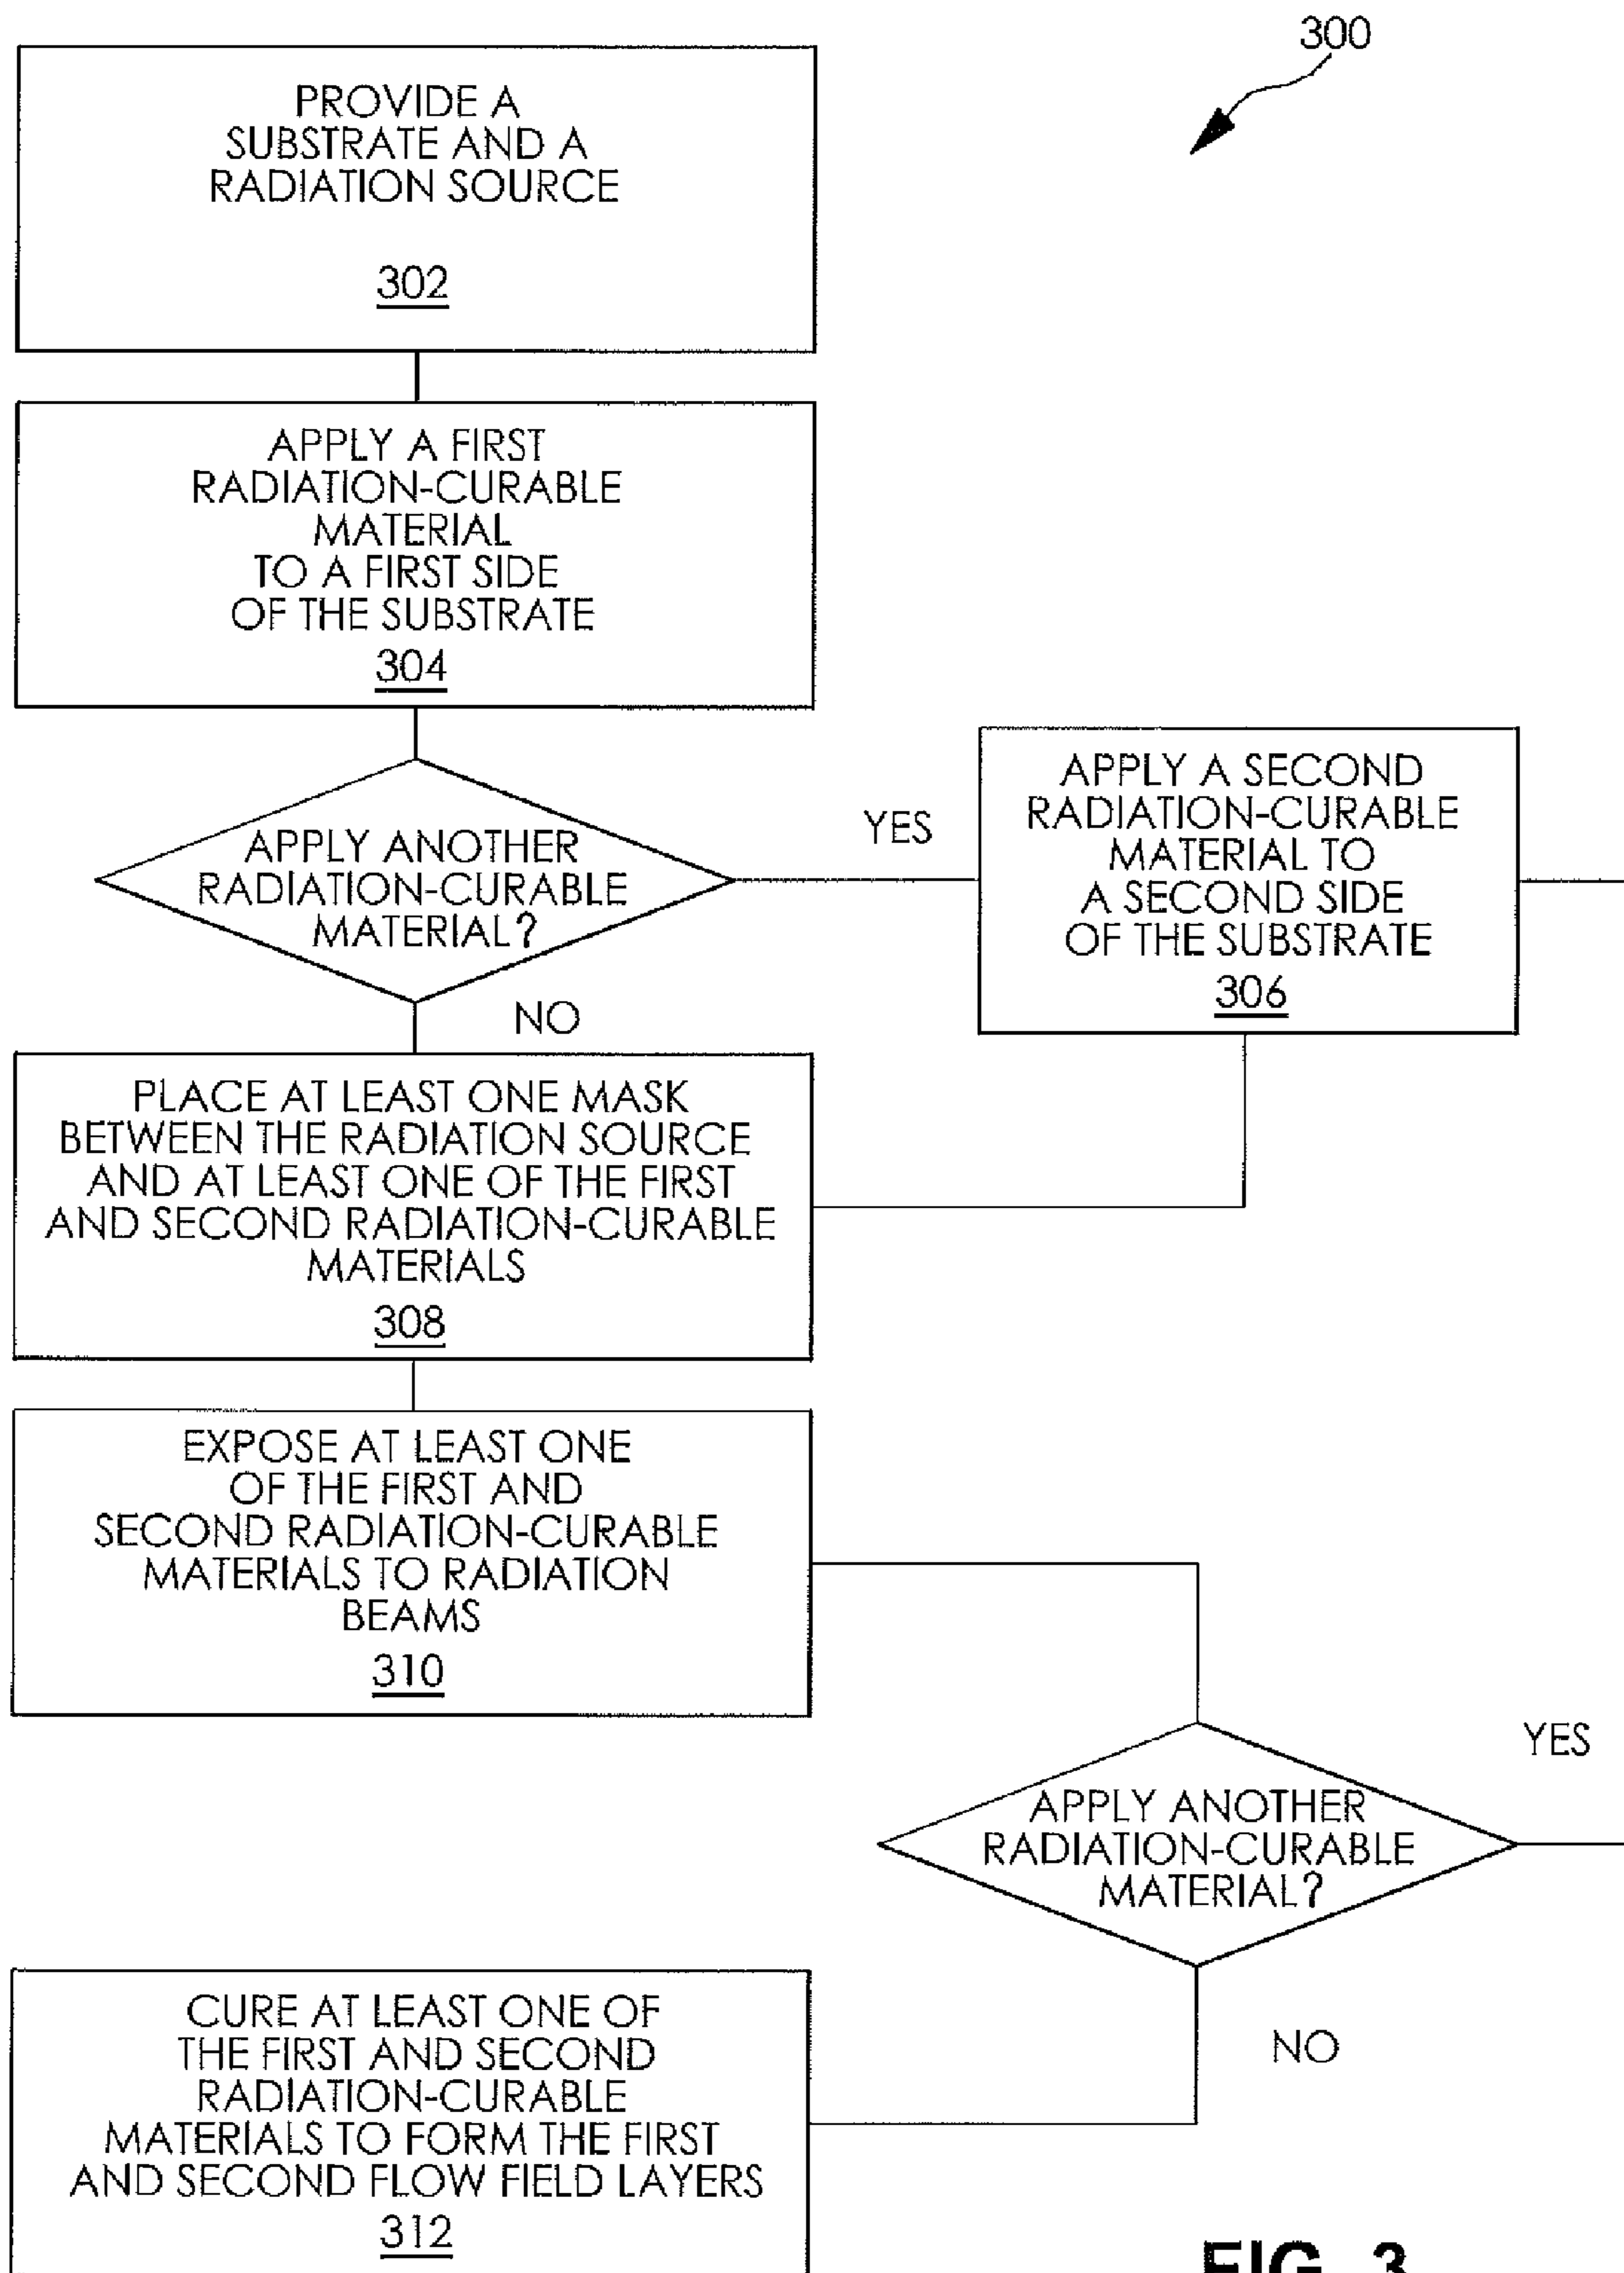 300
PROVIDE A
SUBSTRATE AND A
RADIATION SOURCE
302
APPLY A FIRST
RADIATION-CURABLE
MATERIAL
TO A FIRST SIDE
OF THE SUBSTRATE
304
APPLY ANOTHER
RADIATION-CURABLE
MATERIAL?
YES
NO
APPLY A SECOND
RADIATION-CURABLE
MATERIAL TO
A SECOND SIDE
OF THE SUBSTRATE
306
PLACE AT LEAST ONE MASK
BETWEEN THE RADIATION SOURCE
AND AT LEAST ONE OF THE FIRST
AND SECOND RADIATION-CURABLE
MATERIALS
308
EXPOSE AT LEAST ONE
OF THE FIRST AND
SECOND RADIATION-CURABLE
MATERIALS TO RADIATION
BEAMS
310
APPLY ANOTHER
RADIATION-CURABLE
MATERIAL?
YES
NO
CURE AT LEAST ONE OF
THE FIRST AND SECOND
RADIATION-CURABLE
MATERIALS TO FORM THE FIRST
AND SECOND FLOW FIELD LAYERS
312
FIG. 3